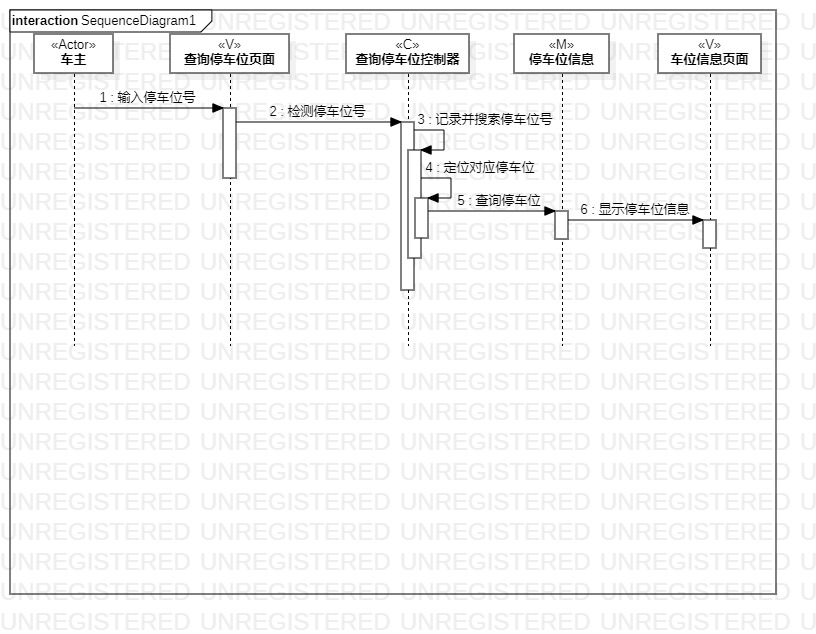 interaction SequenceDiagram1
«Actor»
车主
«V»
查询停车位页面
«C»
查询停车位控制器
«M»
停车位信息
«V»
车位信息页面
1 : 输入停车位号
2 : 检测停车位号
3 : 记录并搜索停车位号
4 : 定位对应停车位
5 : 查询停车位
6 : 显示停车位信息
UNREGISTERED